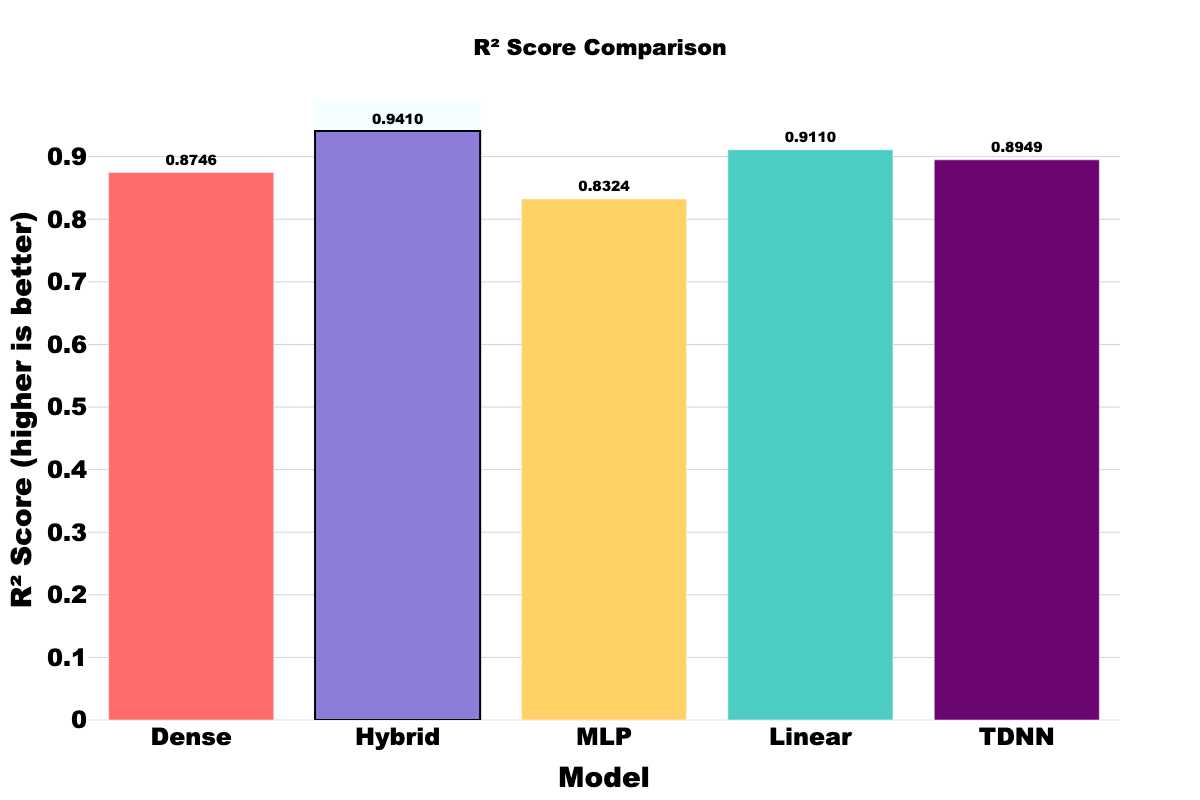 R² Score Comparison
0.9410
0.9110
0.8949
0.8746
0.8324
0.9
0.8
0.7
0.6
0.5
0.4
0.3
0.2
0.1
0
R² Score (higher is better)
Dense
Hybrid
MLP
Linear
TDNN
Model